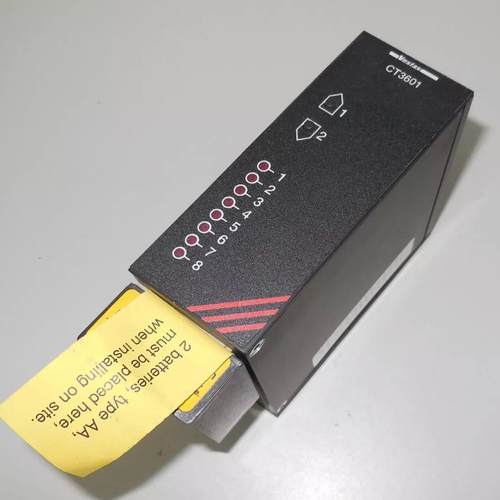 Vestas
CT3601
1
2
1
2
3
4
5
6
7
8
2 batteries, type AA,
must be placed here,
when installing on site.